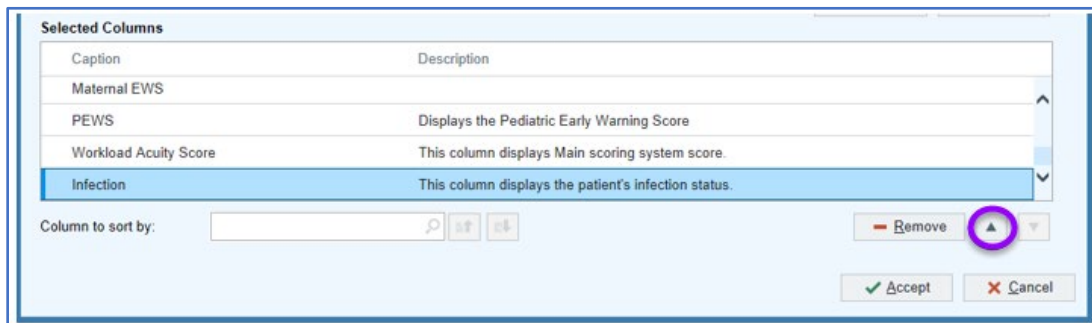 Selected Columns
Caption Description
Maternal EWS
PEWS Displays the Pediatric Early Warning Score
Workload Acuity Score This column displays Main scoring system score.
Infection This column displays the patient's infection status.
Column to sort by: Remove
Accept Cancel